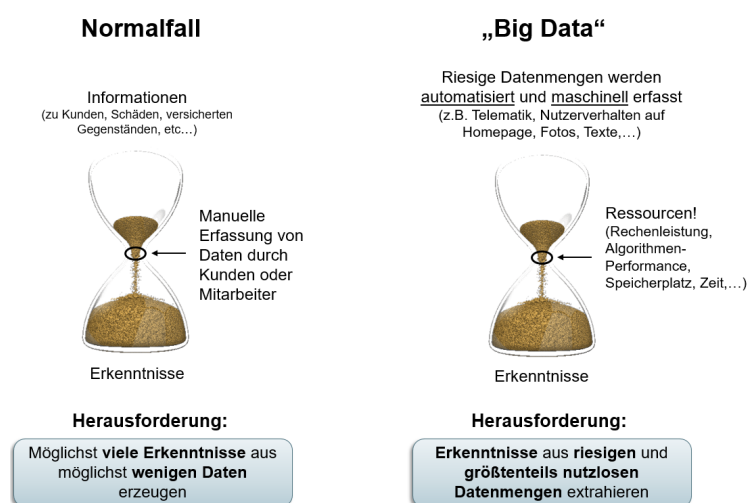 Normalfall
Informationen
(zu Kunden, Schäden, versicherten
Gegenständen, etc…)
Manuelle
Erfassung von
Daten durch
Kunden oder
Mitarbeiter
Erkenntnisse
Herausforderung:
Möglichst viele Erkenntnisse aus
möglichst wenigen Daten
erzeugen
„Big Data“
Riesige Datenmengen werden
automatisiert und maschinell erfasst
(z.B. Telematik, Nutzerverhalten auf
Homepage, Fotos, Texte,…)
Ressourcen!
(Rechenleistung,
Algorithmen-
Performance,
Speicherplatz, Zeit,…)
Erkenntnisse
Herausforderung:
Erkenntnisse aus riesigen und
größtenteils nutzlosen
Datenmengen extrahieren